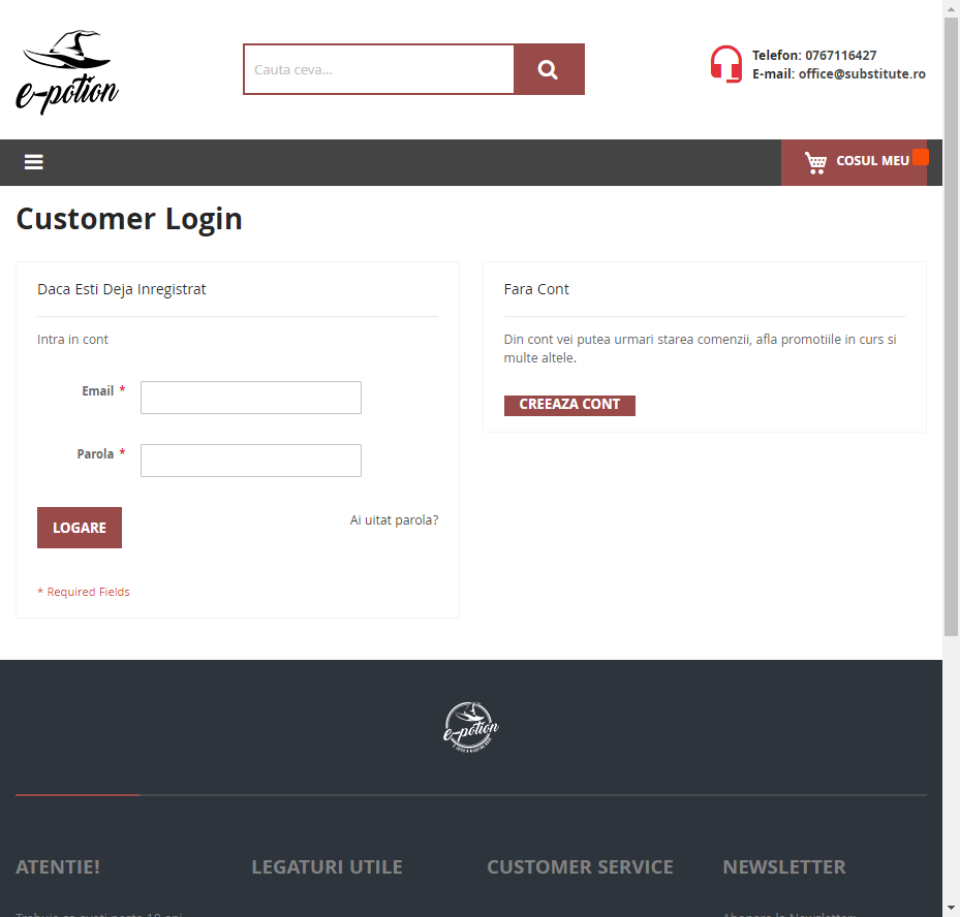 e-potion
Cauta ceva...
Telefon: 0767116427
E-mail: office@substitute.ro
COSUL MEU
Customer Login
Daca Esti Deja Inregistrat
Intra in cont
Email *
Parola *
LOGARE
Ai uitat parola?
* Required Fields
Fara Cont
Din cont vei putea urmari starea comenzii, afla promotiile in curs si
multe altele.
CREEAZA CONT
e-potion
ATENTIE!
LEGATURI UTILE
CUSTOMER SERVICE
NEWSLETTER